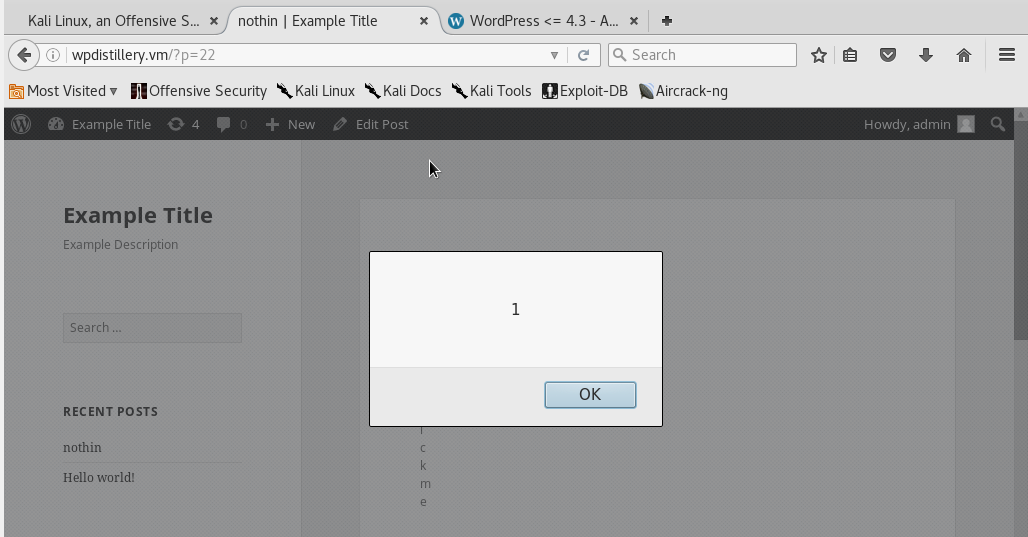 Kali Linux, an Offensive S...
nothin | Example Title
WordPress <= 4.3 - A...
wpdistillery.vm/?p=22
Search
Most Visited
Offensive Security
Kali Linux
Kali Docs
Kali Tools
Exploit-DB
Aircrack-ng
Example Title
4
0
New
Edit Post
Howdy, admin
Example Title
Example Description
Search ...
RECENT POSTS
nothin
Hello world!
1
OK
c
k
m
e